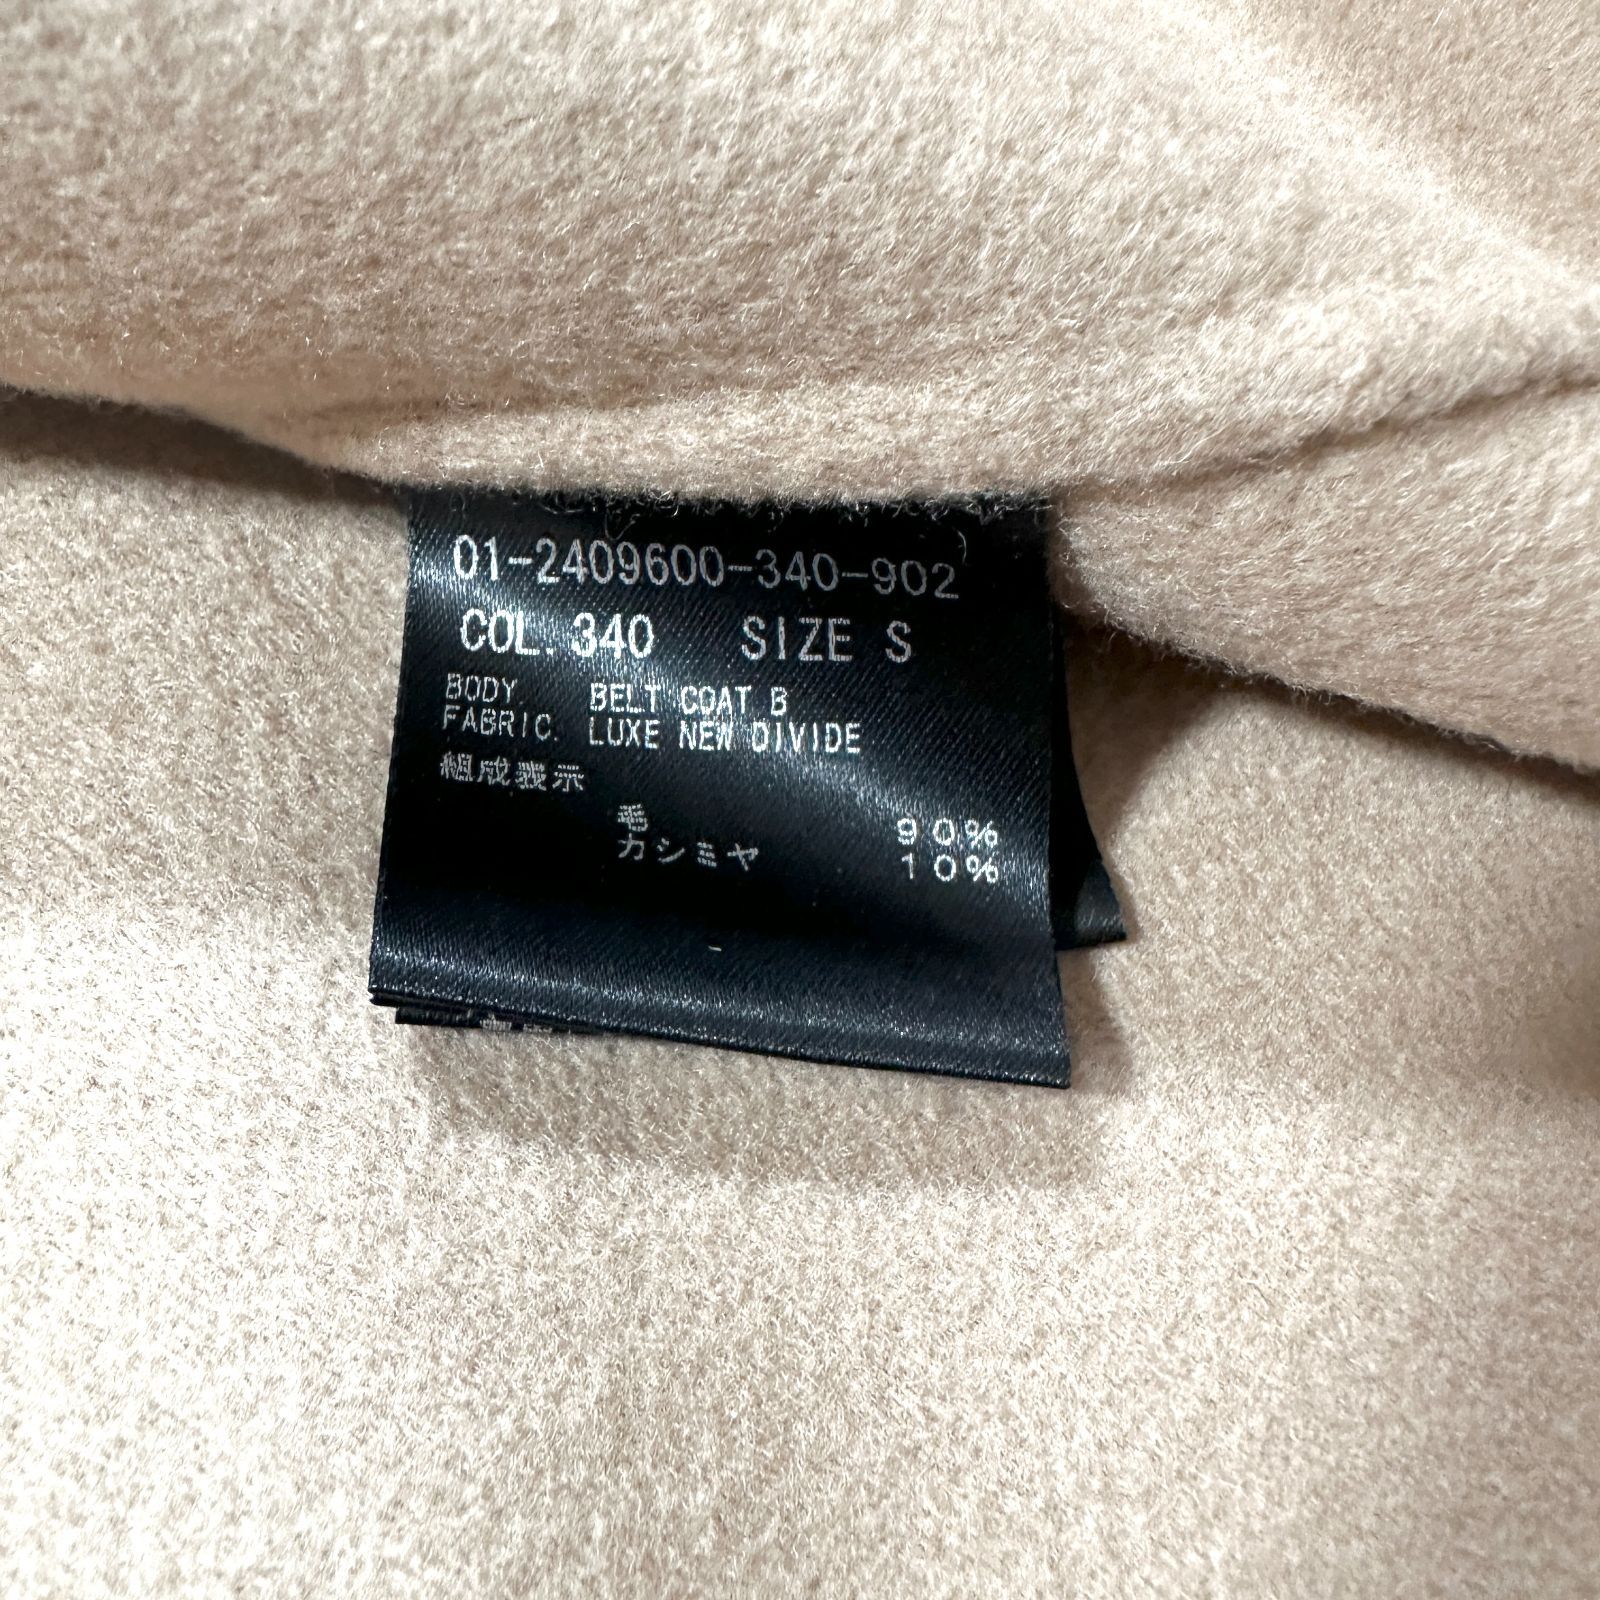 01-2409600-340-902
COL. 340 SIZE S
BODY. BELT COAT B
FABRIC. LUXE NEW DIVIDE
組成表示
毛 90%
カシミヤ 10%